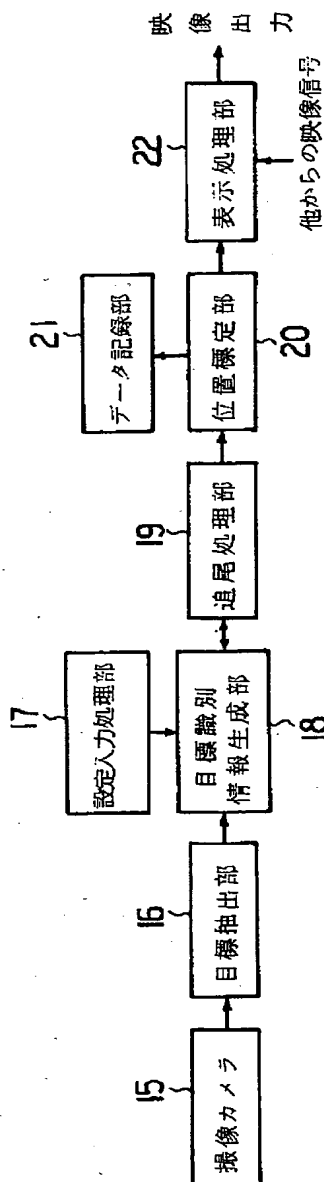 15
撮像カメラ
16
目標抽出部
17
設定入力処理部
目標識別
情報生成部
18
19
追尾処理部
21
データ記録部
位置標定部
20
22
表示処理部
映像出力
他からの映像信号